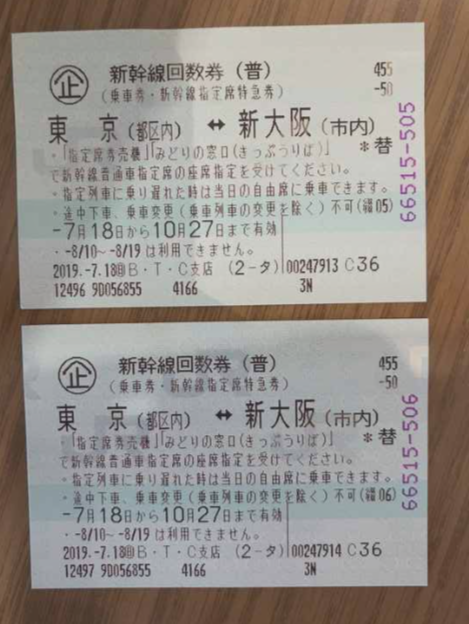 企 新幹線回数券（普） 455
（乗車券・新幹線指定席特急券） -50
東 京（都区内） ↔ 新大阪（市内）
＊替
・「指定席券売機」「みどりの窓口（きっぷうりば）」
で新幹線普通車指定席の座席指定を受けてください。
・指定列車に乗り遅れた時は当日の自由席に乗車できます。
・途中下車、乗車変更（乗車列車の変更を除く）不可（編05）
-7月18日から10月27日まで有効
・-8/10～-8/19は利用できません。
2019.-7.18 B・T・C支店 （2-タ） 00247913 C36
12496 9D056855 4166 3N
66515-505
企 新幹線回数券（普） 455
（乗車券・新幹線指定席特急券） -50
東 京（都区内） ↔ 新大阪（市内）
＊替
・「指定席券売機」「みどりの窓口（きっぷうりば）」
で新幹線普通車指定席の座席指定を受けてください。
・指定列車に乗り遅れた時は当日の自由席に乗車できます。
・途中下車、乗車変更（乗車列車の変更を除く）不可（編06）
-7月18日から10月27日まで有効
・-8/10～-8/19は利用できません。
2019.-7.18 B・T・C支店 （2-タ） 00247914 C36
12497 9D056855 4166 3N
66515-506